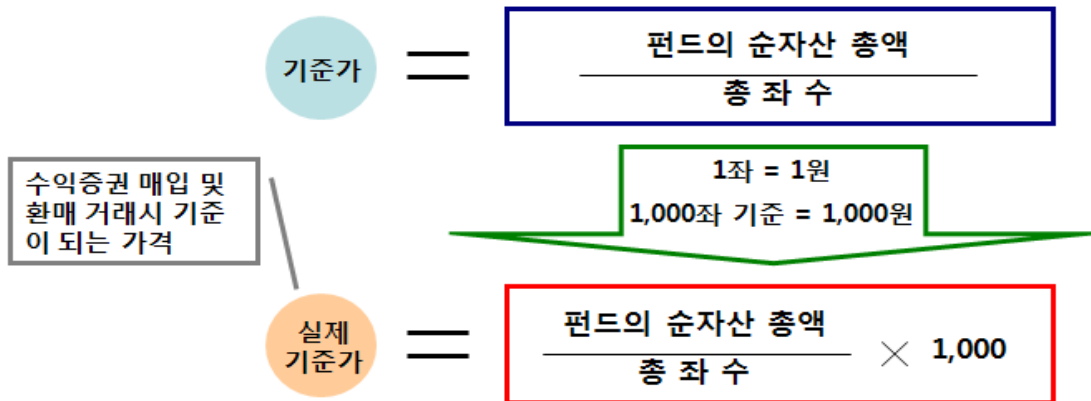 기준가
=
펀드의 순자산 총액
총 좌 수
수익증권 매입 및
환매 거래시 기준
이 되는 가격
1좌 = 1원
1,000좌 기준 = 1,000원
실제
기준가
=
펀드의 순자산 총액
총 좌 수
× 1,000